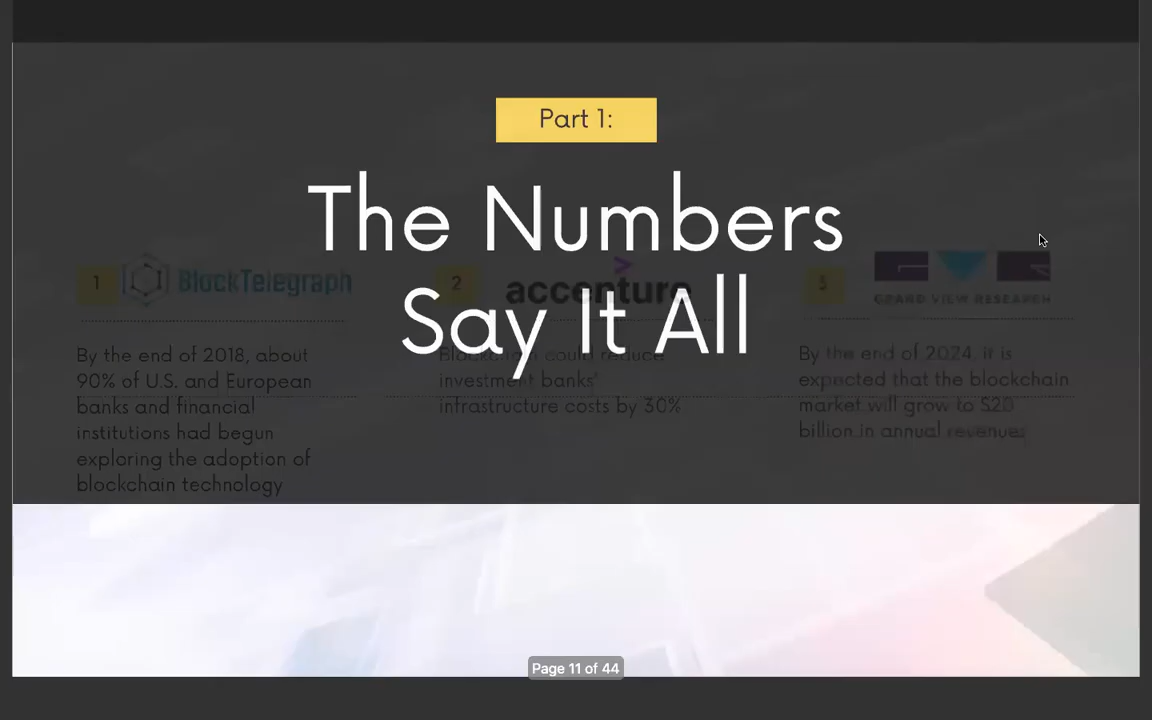 Part 1:
The Numbers
Say It All
1
BlockTelegraph
2
accenture
3
GRAND VIEW RESEARCH
By the end of 2018, about
90% of U.S. and European
banks and financial
institutions had begun
exploring the adoption of
blockchain technology
Blockchain could reduce
investment banks'
infrastructure costs by 30%
By the end of 2024, it is
expected that the blockchain
market will grow to $20
billion in annual revenues
Page 11 of 44